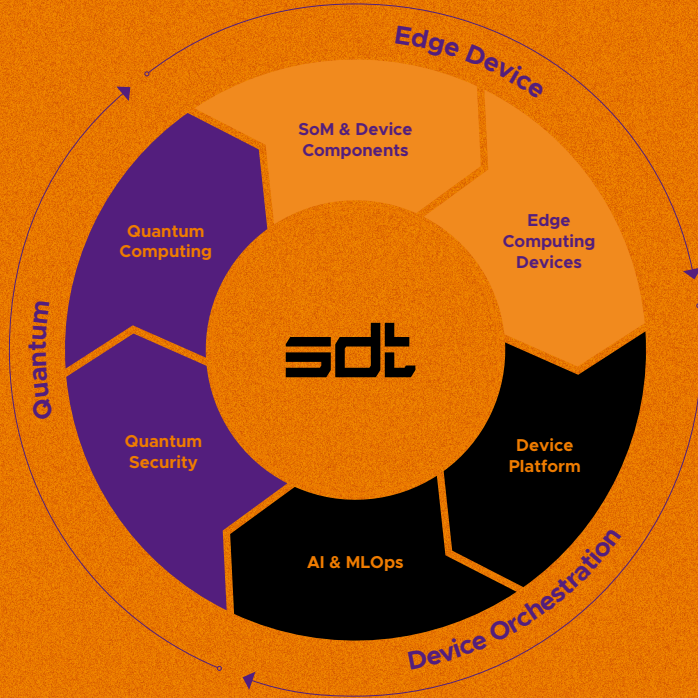 Edge Device
SoM & Device
Components
Edge
Computing
Devices
Quantum
Computing
Quantum
sdt
Quantum
Security
Device
Platform
AI & MLOps
Device Orchestration